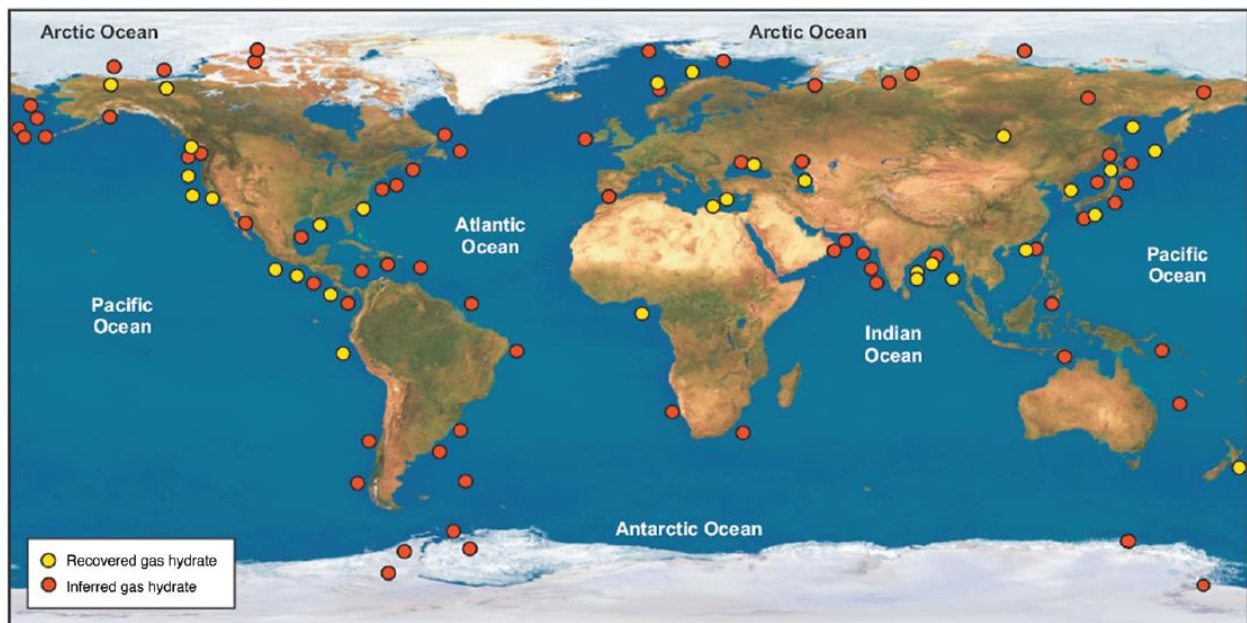 Arctic Ocean
Arctic Ocean
Atlantic
Ocean
Pacific
Ocean
Pacific
Ocean
Indian
Ocean
Antarctic Ocean
Recovered gas hydrate
Inferred gas hydrate